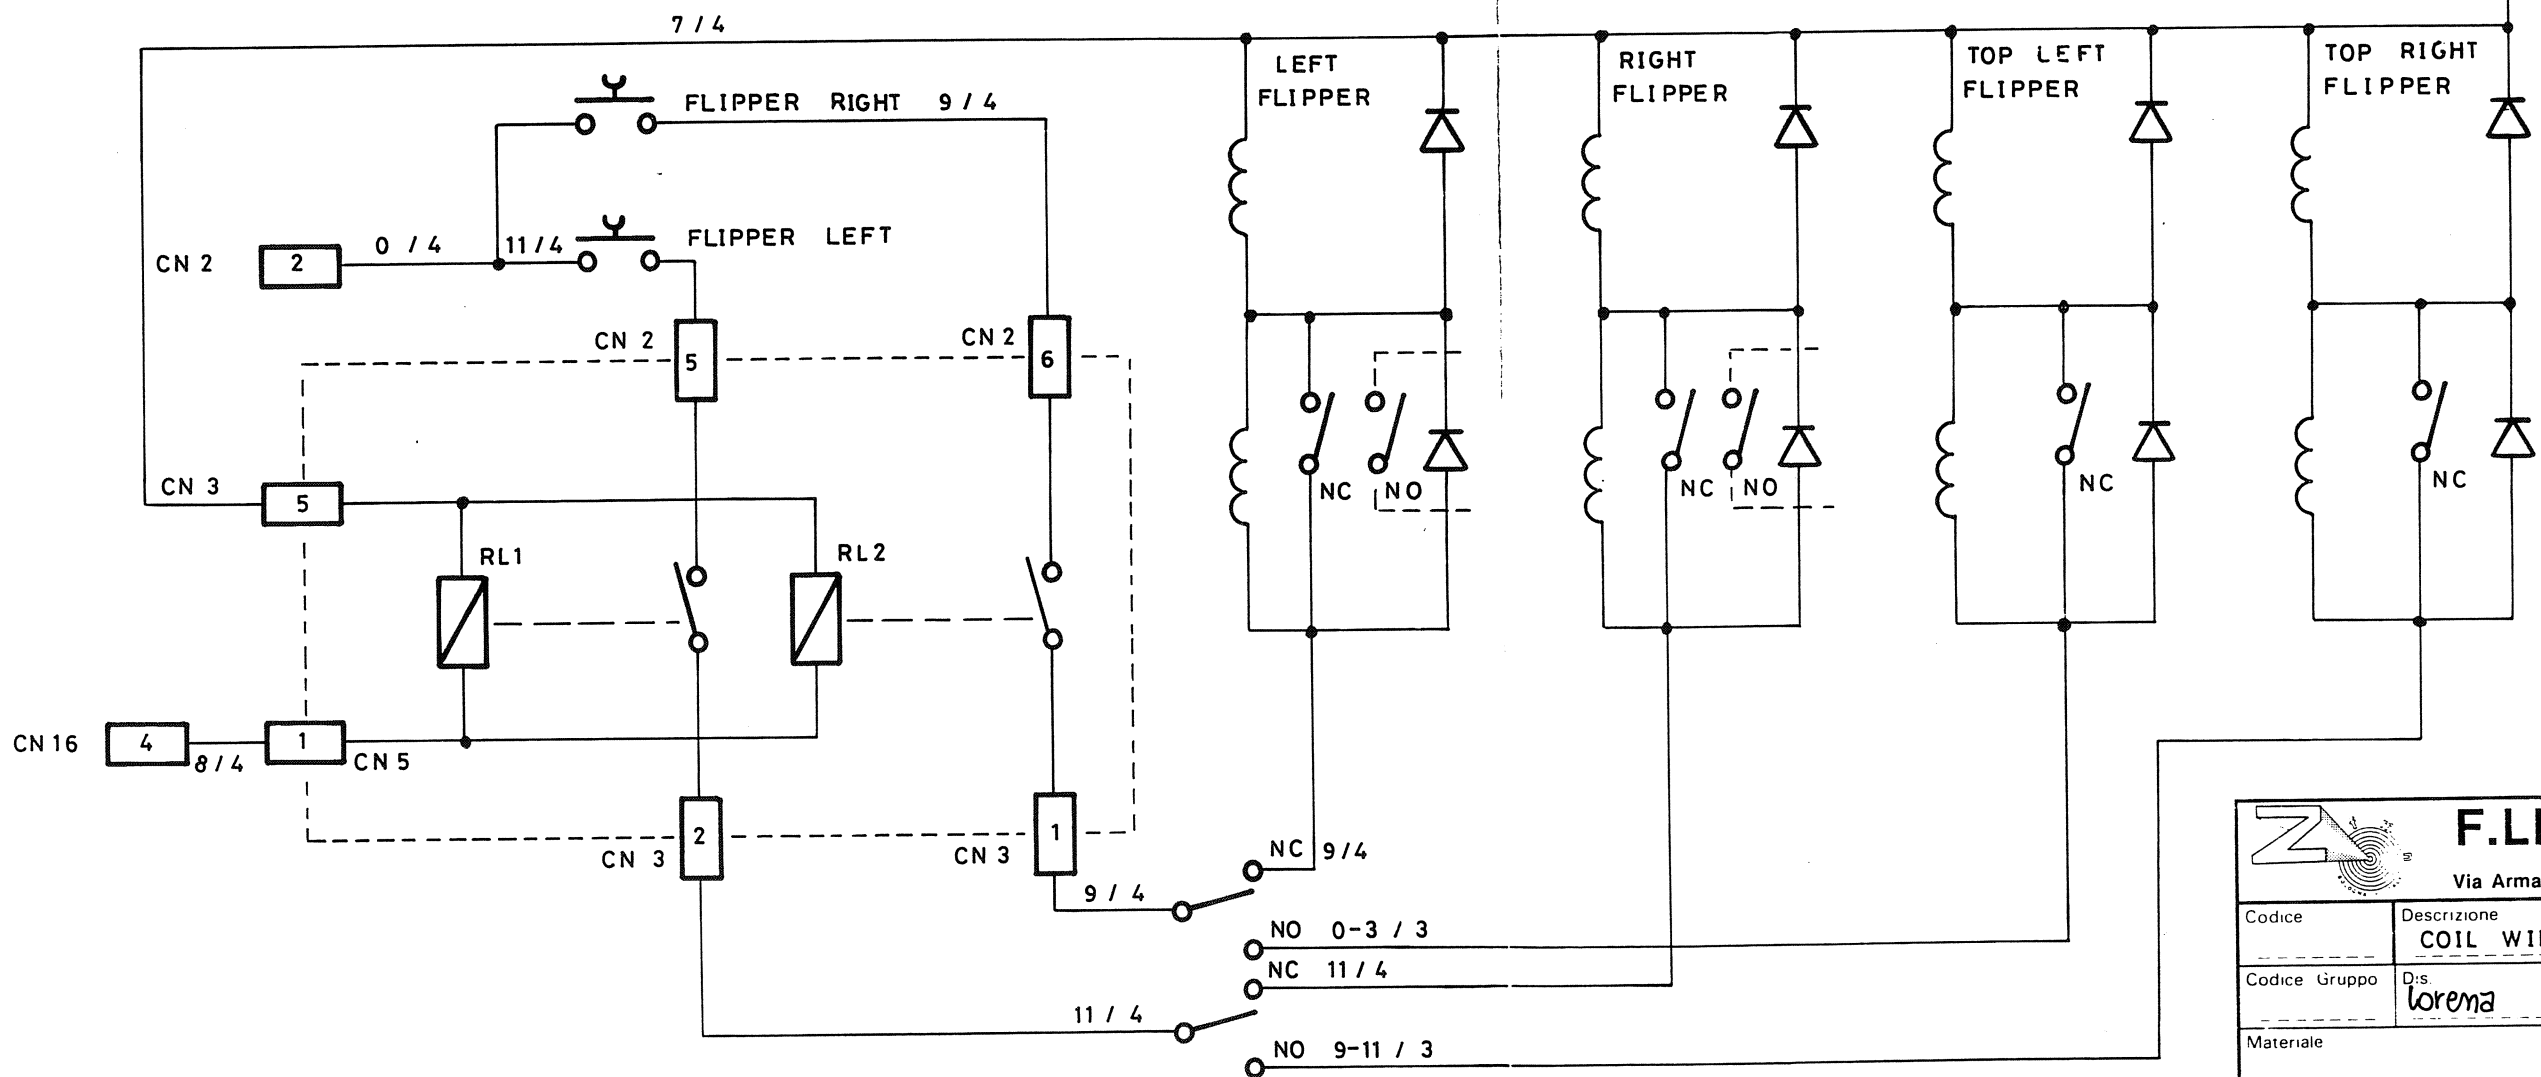 7 / 4
FLIPPER RIGHT 9 / 4
LEFT
FLIPPER
RIGHT
FLIPPER
TOP LEFT
FLIPPER
TOP RIGHT
FLIPPER
CN 2
2
0 / 4
11/4
FLIPPER LEFT
CN 2
5
CN 2
6
CN 3
5
RL1
RL2
NC
NO
NC
NO
NC
NC
CN 16
4
8/4
1
CN 5
2
CN 3
1
CN 3
9 / 4
NC 9/4
NO 0-3 / 3
NC 11/4
11 / 4
NO 9-11 / 3
Via Arma
Codice
Descrizione
COIL
Codice Gruppo
Dis.
lorena
Materiale